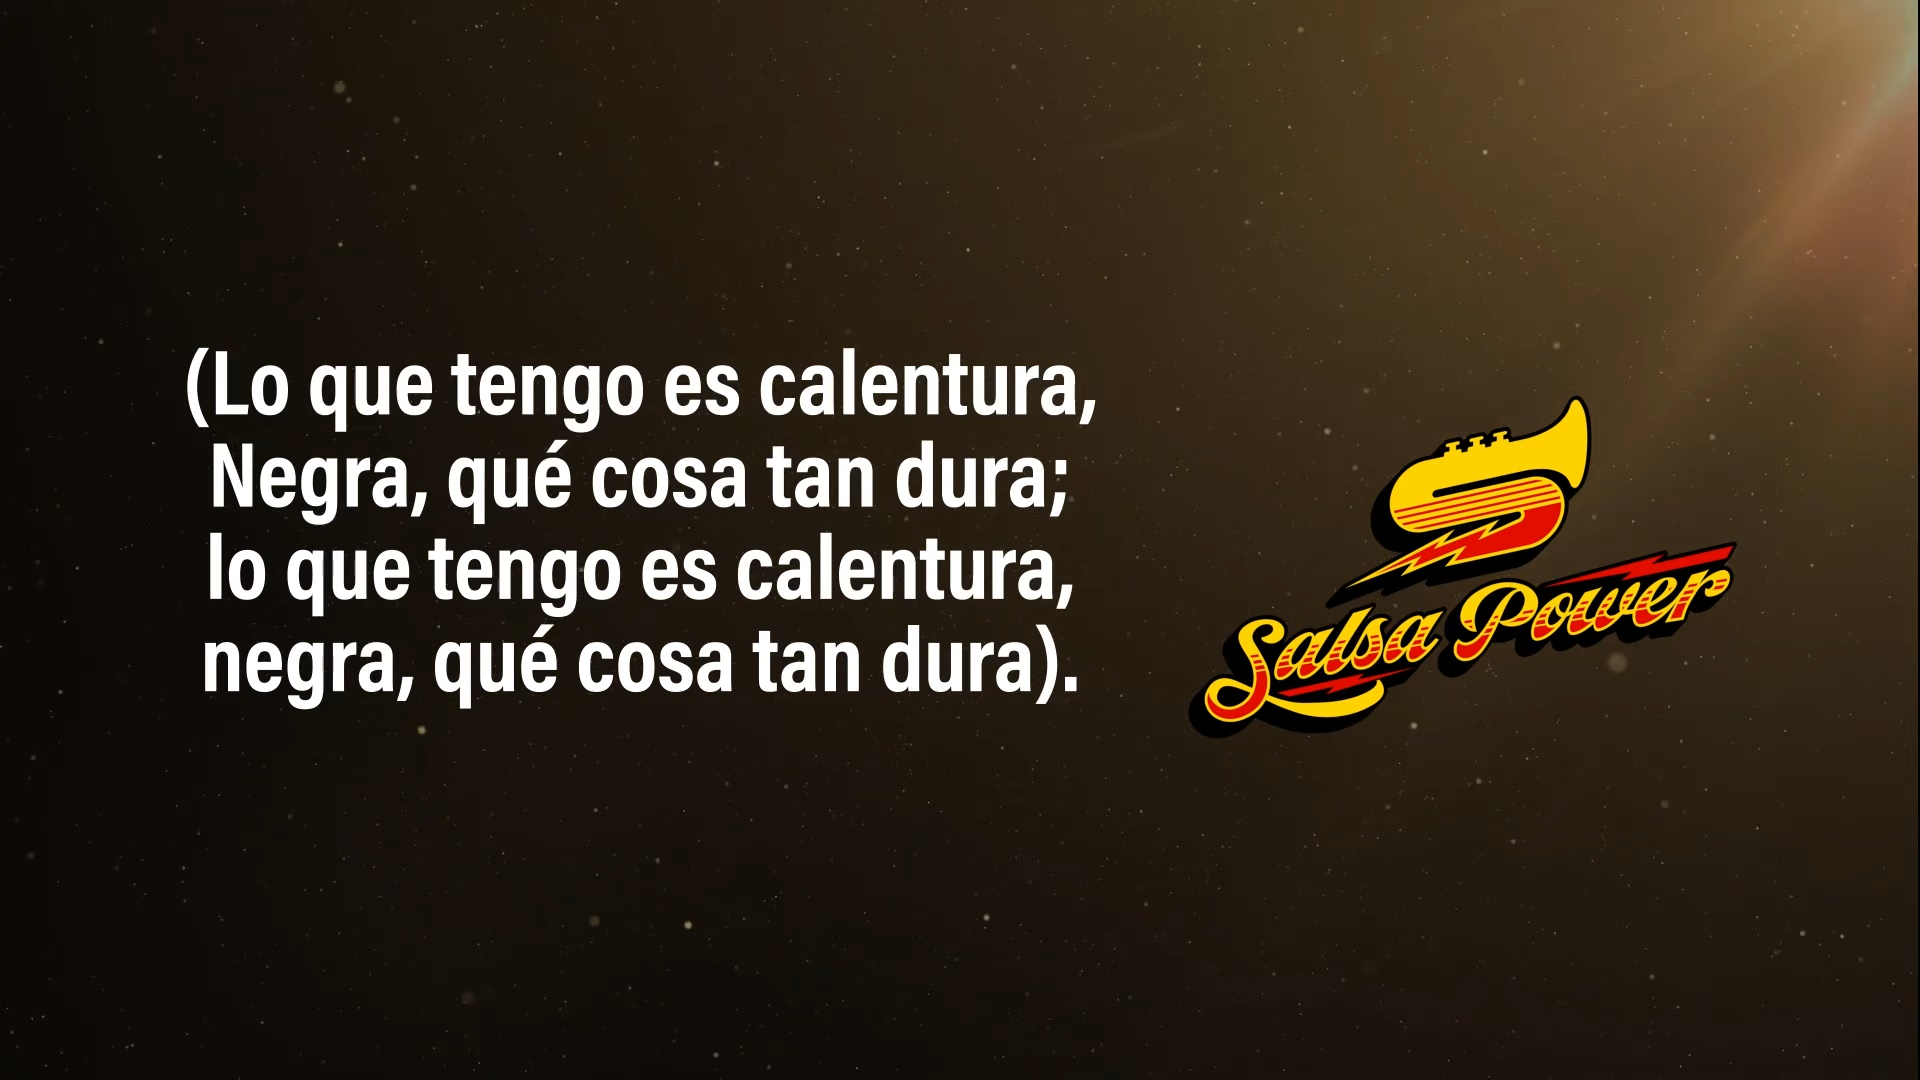 (Lo que tengo es calentura,
Negra, qué cosa tan dura;
lo que tengo es calentura,
negra, qué cosa tan dura).
Salsa Power